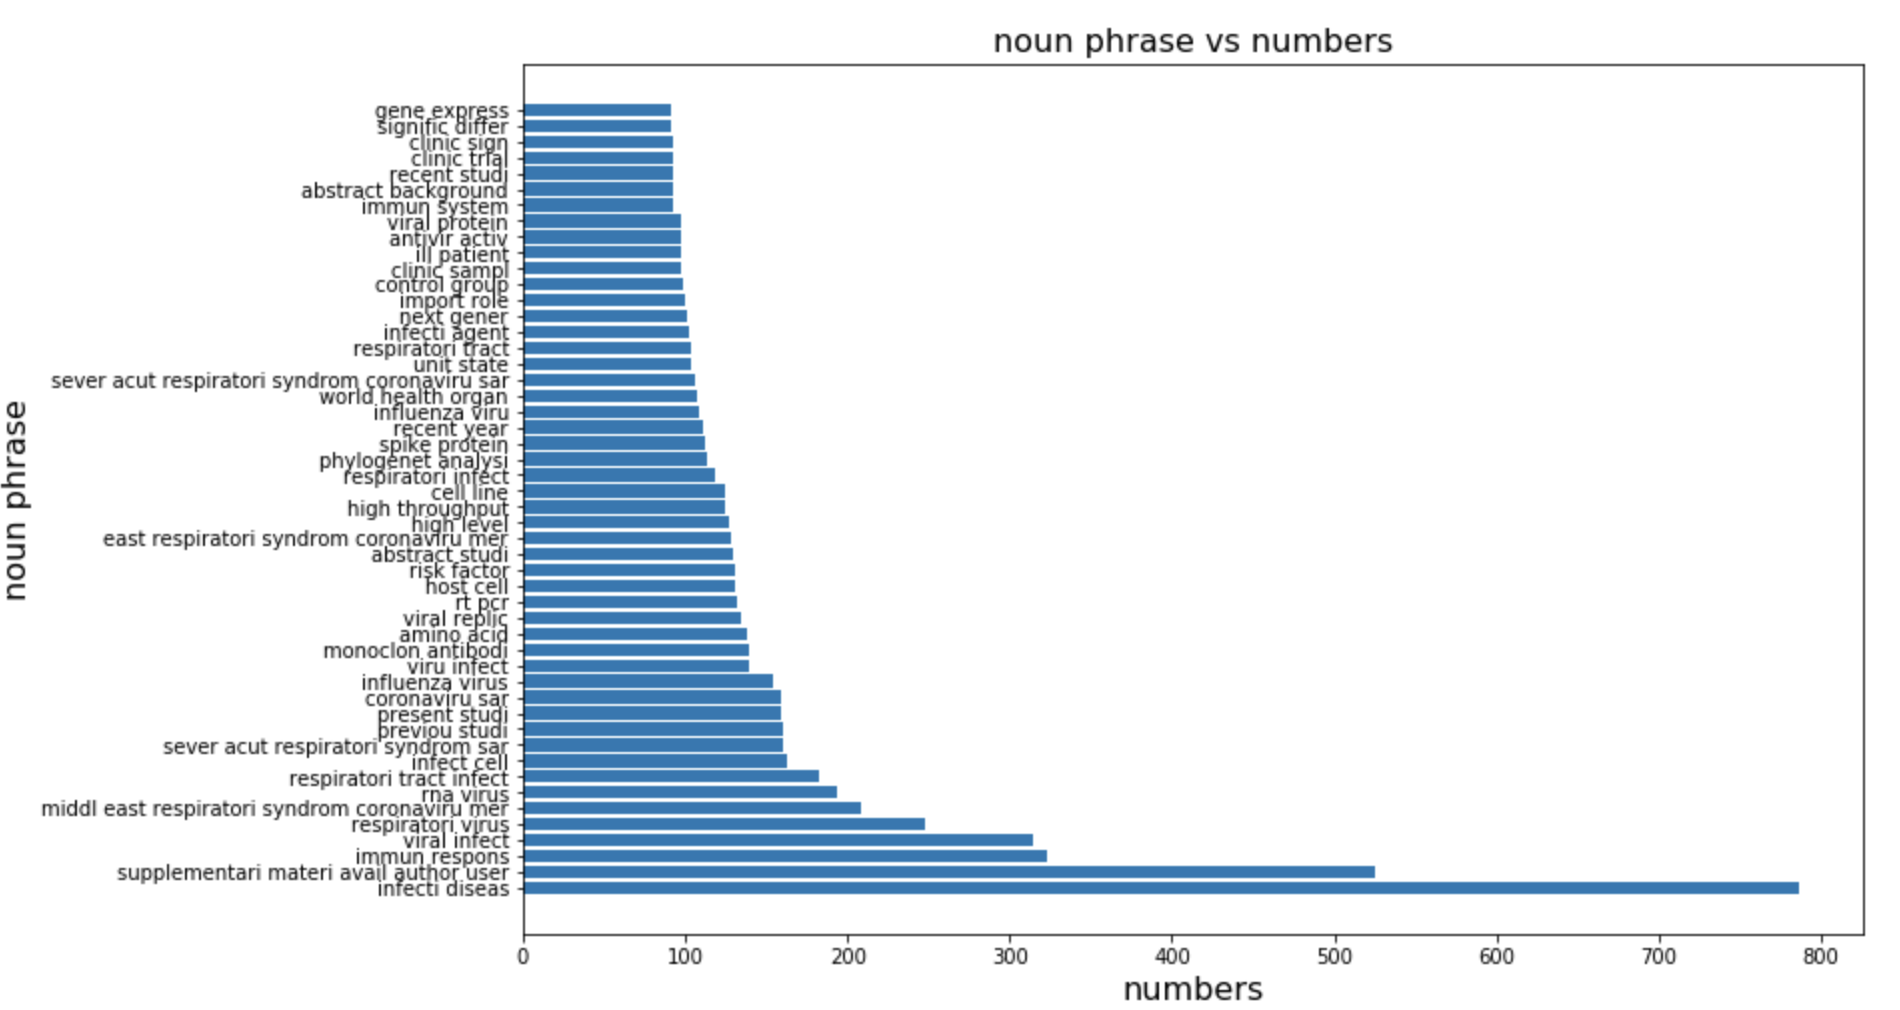 noun phrase vs numbers
noun phrase
gene express
signific differ
clinic sign
clinic trial
recent studi
abstract background
immun system
viral protein
antivir activ
ill patient
clinic sampl
control group
import role
next gener
infecti agent
respiratori tract
unit state
sever acut respiratori syndrom coronaviru sar
world health organ
influenza viru
recent year
spike protein
phylogenet analysi
respiratori infect
cell line
high throughput
high level
east respiratori syndrom coronaviru mer
abstract studi
risk factor
host cell
rt pcr
viral replic
amino acid
monoclon antibodi
viru infect
influenza virus
coronaviru sar
present studi
previou studi
sever acut respiratori syndrom sar
infect cell
respiratori tract infect
rna virus
middl east respiratori syndrom coronaviru mer
respiratori virus
viral infect
immun respons
supplementari materi avail author user
infecti diseas
0 100 200 300 400 500 600 700 800
numbers